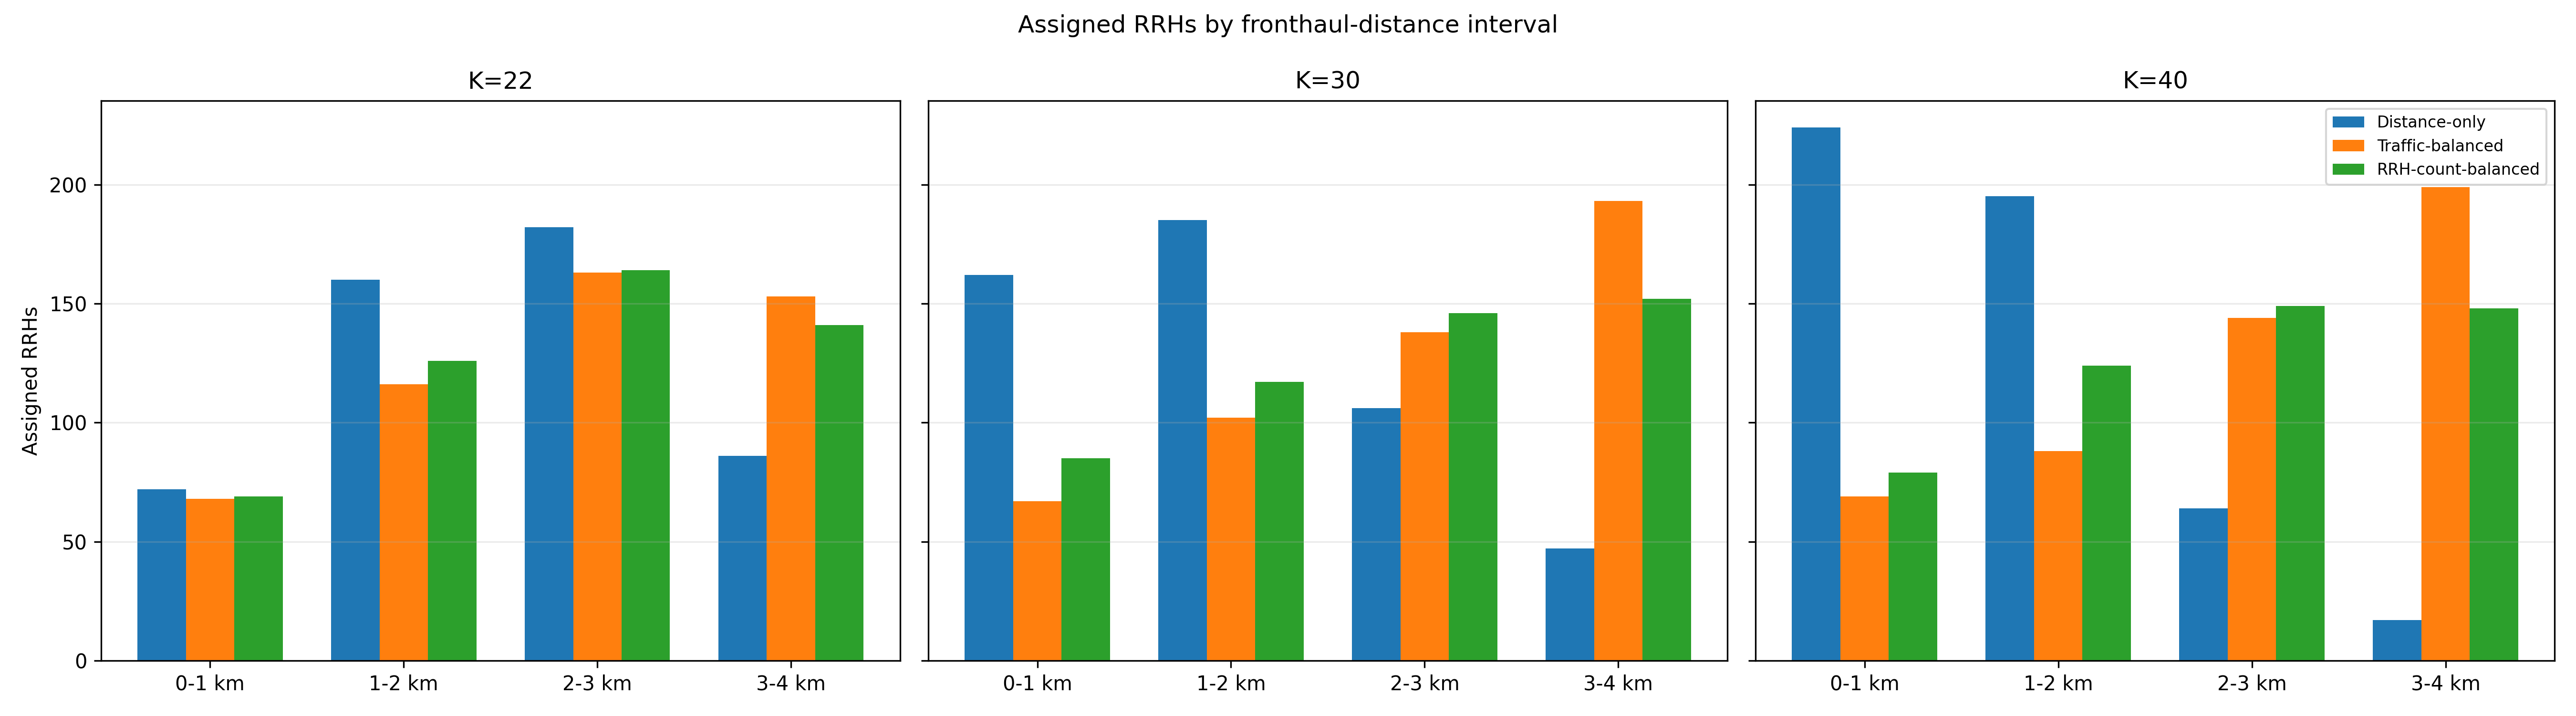 Assigned RRHs by fronthaul-distance interval
K=22
K=30
K=40
Assigned RRHs
200
150
100
50
0
0-1 km
1-2 km
2-3 km
3-4 km
0-1 km
1-2 km
2-3 km
3-4 km
0-1 km
1-2 km
2-3 km
3-4 km
Distance-only
Traffic-balanced
RRH-count-balanced